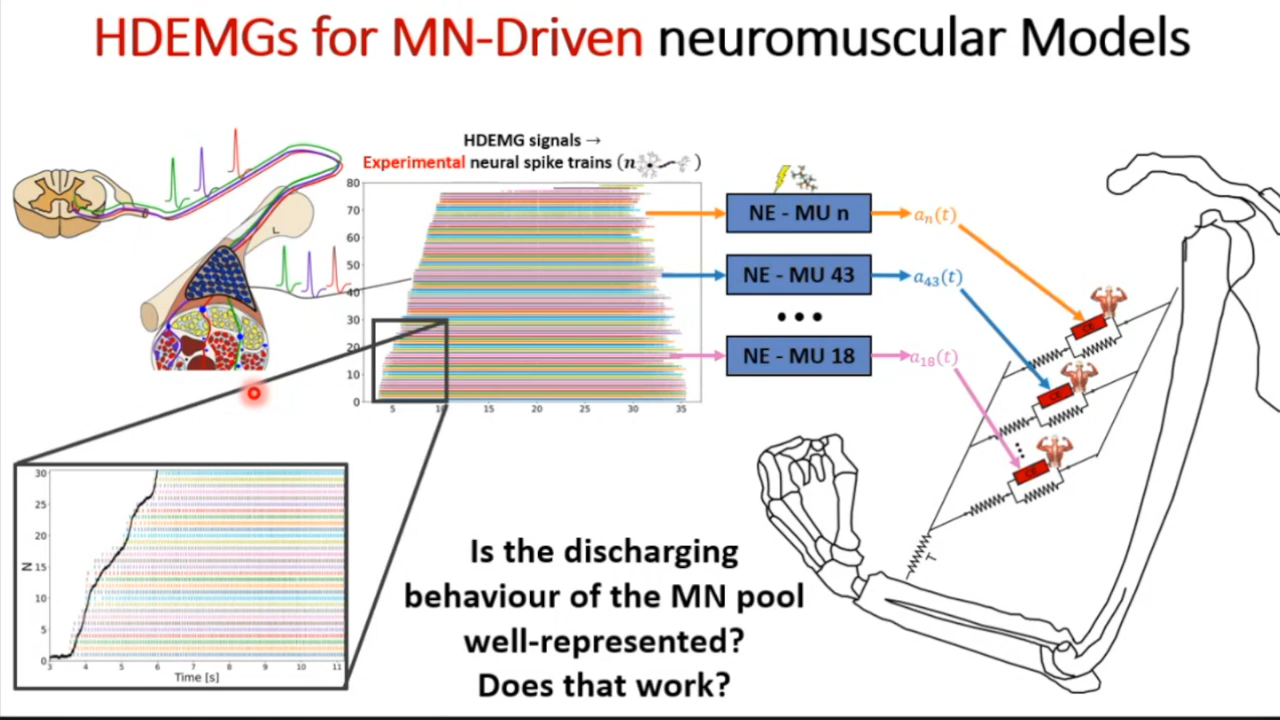 HDEMGs for MN-Driven neuromuscular Models
HDEMG signals →
Experimental neural spike trains (n )
80
70
60
50
40
30
20
10
0
5
10
15
20
25
30
35
NE - MU n
aₙ(t)
NE - MU 43
a₄₃(t)
•••
NE - MU 18
a₁₈(t)
CE
CE
CE
T
30
25
20
15
10
5
0
N
3
4
5
6
7
8
9
10
11
Time [s]
Is the discharging
behaviour of the MN pool
well-represented?
Does that work?